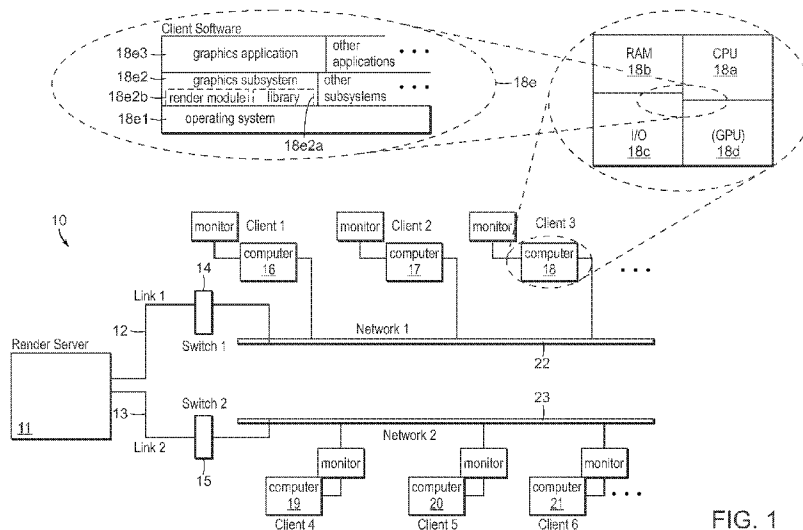 Client Software
18e3
graphics application
other applications
18e2
graphics subsystem
other subsystems
18e
18e2b
render module
library
18e1
operating system
18e2a
RAM
18b
CPU
18a
I/O
18c
(GPU)
18d
10
monitor
Client 1
computer
16
monitor
Client 2
computer
17
monitor
Client 3
computer
18
14
Link 1
12
Switch 1
Network 1
22
Render Server
11
13
Switch 2
Link 2
15
23
Network 2
monitor
computer
19
Client 4
monitor
computer
20
Client 5
monitor
computer
21
Client 6
FIG. 1